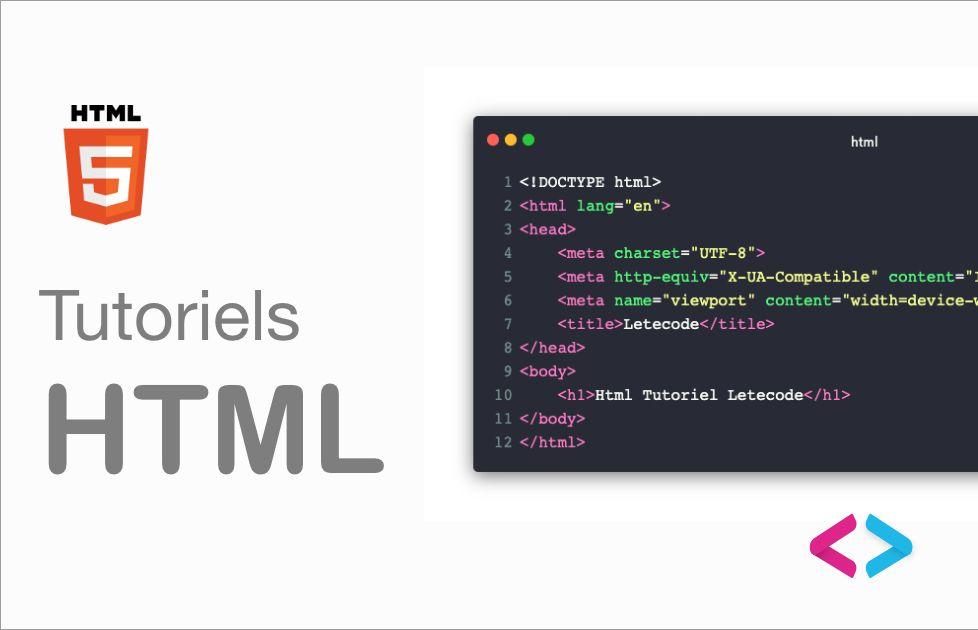 HTML
5
Tutoriels
HTML
html
1 <!DOCTYPE html>
2 <html lang="en">
3 <head>
4     <meta charset="UTF-8">
5     <meta http-equiv="X-UA-Compatible" content="
6     <meta name="viewport" content="width=device-
7     <title>Letecode</title>
8 </head>
9 <body>
10     <h1>Html Tutoriel Letecode</h1>
11 </body>
12 </html>